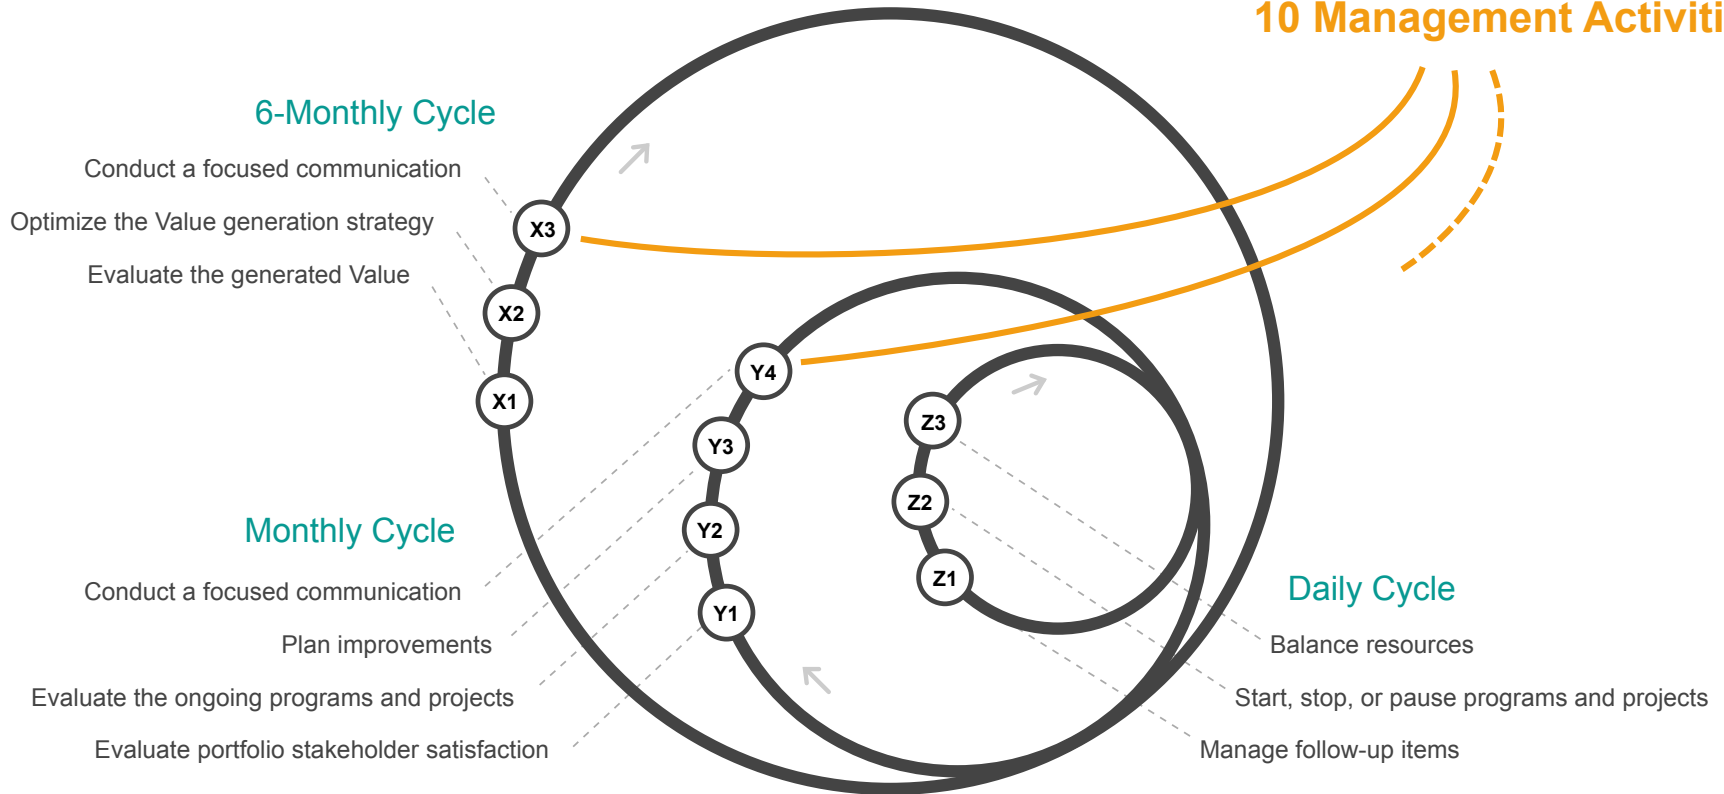 10 Management Activiti
6-Monthly Cycle
Conduct a focused communication
Optimize the Value generation strategy
Evaluate the generated Value
X3
X2
X1
Y4
Y3
Y2
Y1
Z3
Z2
Z1
Monthly Cycle
Conduct a focused communication
Plan improvements
Evaluate the ongoing programs and projects
Evaluate portfolio stakeholder satisfaction
Daily Cycle
Balance resources
Start, stop, or pause programs and projects
Manage follow-up items